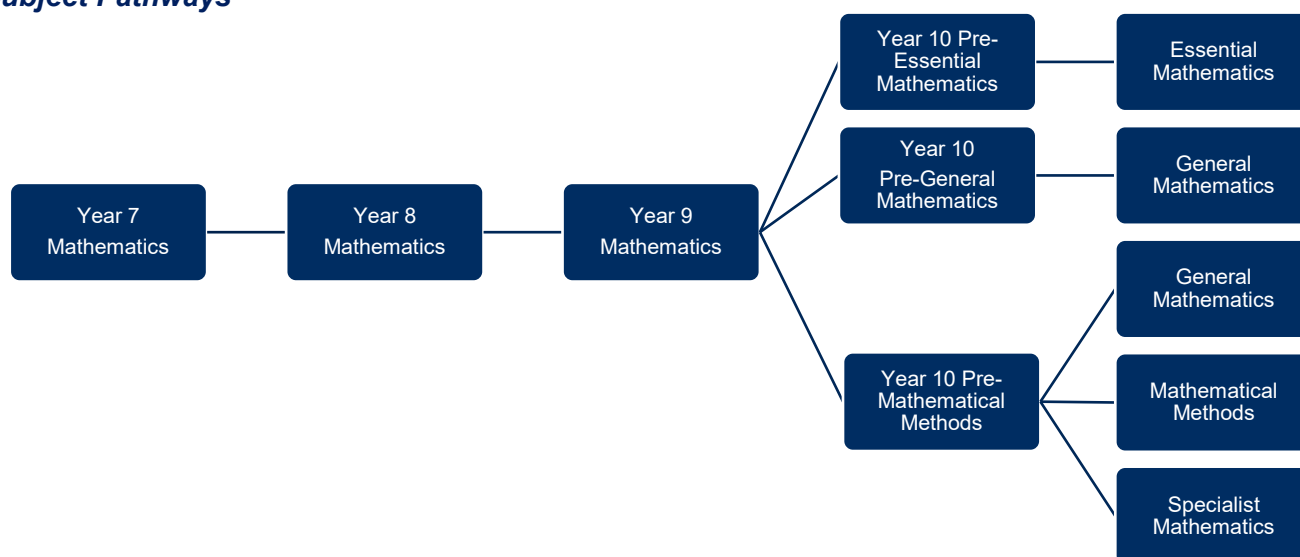 ubject Pathways
Year 7
Mathematics
Year 8
Mathematics
Year 9
Mathematics
Year 10 Pre-
Essential
Mathematics
Essential
Mathematics
Year 10
Pre-General
Mathematics
General
Mathematics
Year 10 Pre-
Mathematical
Methods
General
Mathematics
Mathematical
Methods
Specialist
Mathematics